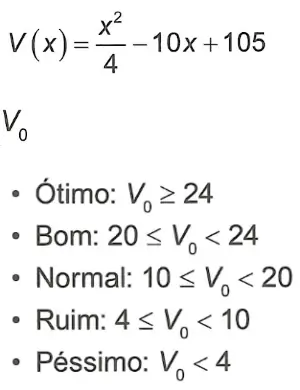 V(x) = x²/4 − 10x + 105
V₀
• Ótimo: V₀ ≥ 24
• Bom: 20 ≤ V₀ < 24
• Normal: 10 ≤ V₀ < 20
• Ruim: 4 ≤ V₀ < 10
• Péssimo: V₀ < 4